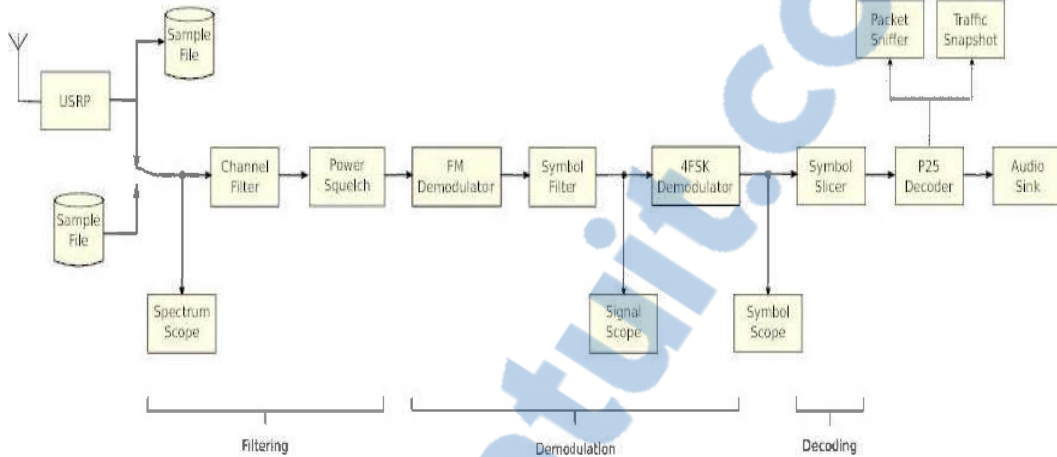 Sample
File
Packet
Sniffer
Traffic
Snapshot
USRP
Channel
Filter
Power
Squelch
FM
Demodulator
Symbol
Filter
4FSK
Demodulator
Symbol
Slicer
P25
Decoder
Audio
Sink
Sample
File
Spectrum
Scope
Signal
Scope
Symbol
Scope
Filtering
Demodulation
Decoding